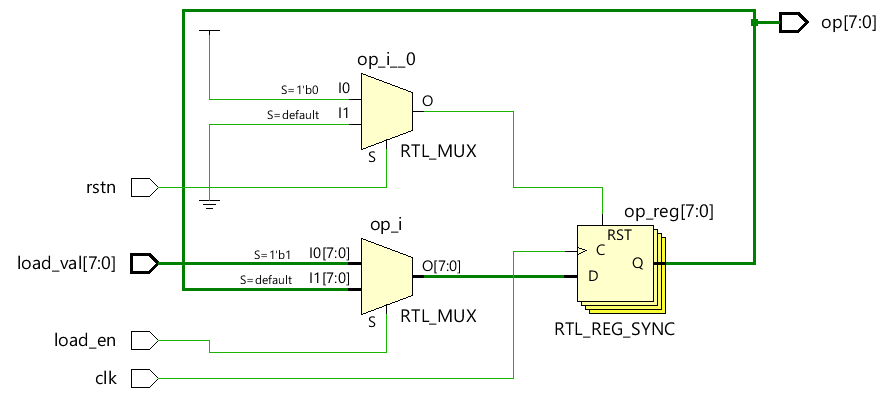 op[7:0]
op_i__0
S=1'b0 I0
S=default I1
O
S
RTL_MUX
rstn
op_reg[7:0]
op_i
RST
C
load_val[7:0]
S=1'b1 I0[7:0]
O[7:0]
Q
S=default I1[7:0]
D
S
RTL_MUX
RTL_REG_SYNC
load_en
clk